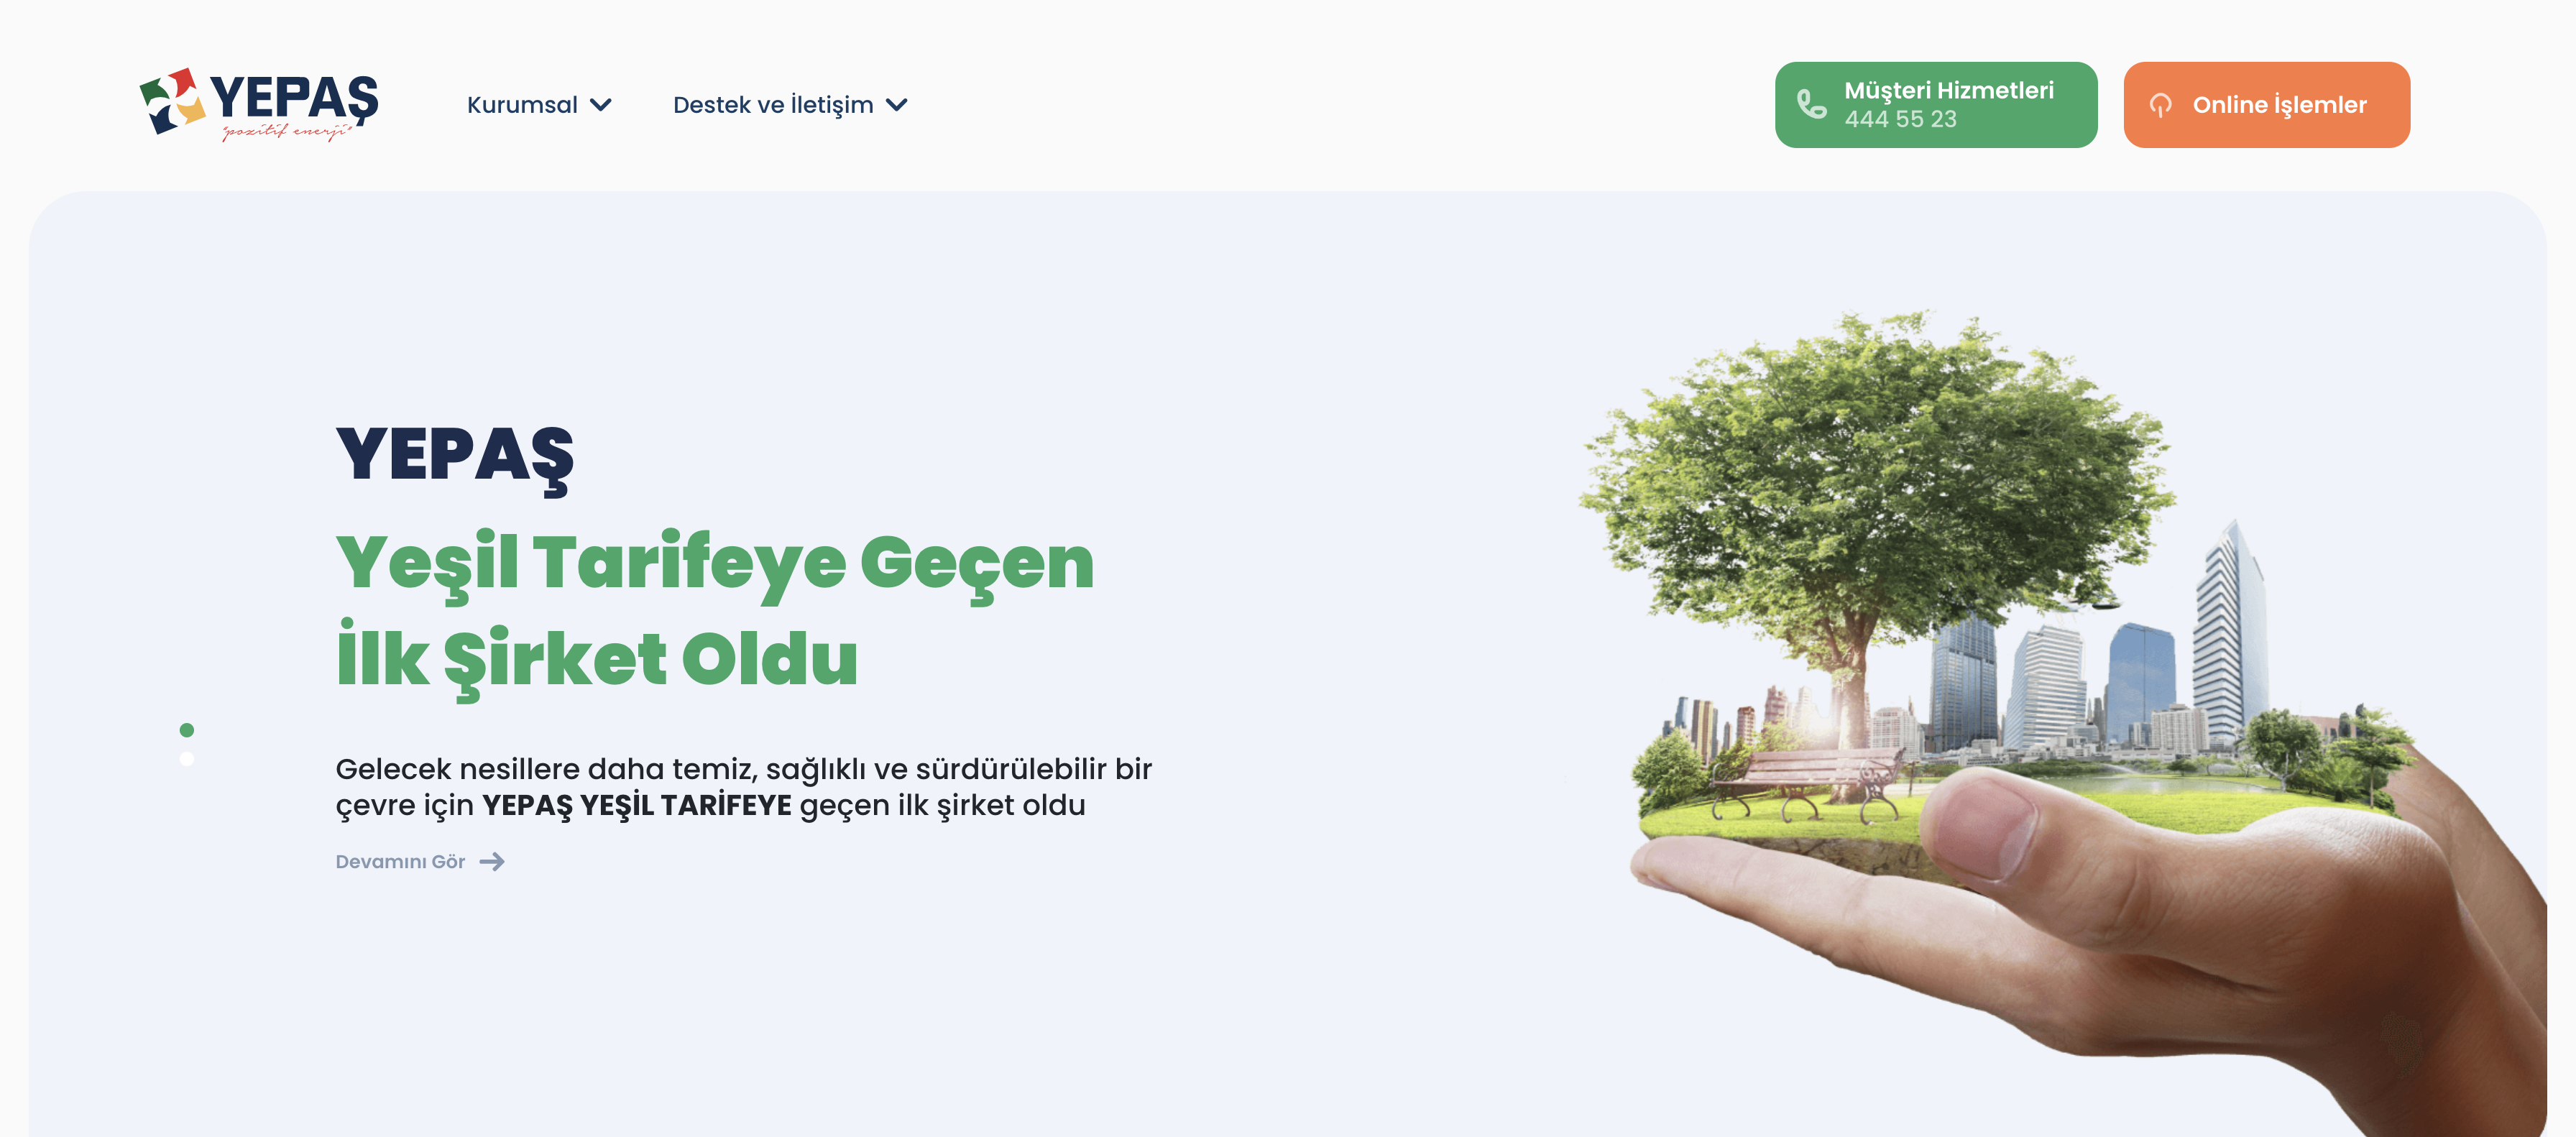 YEPAŞ
"pozitif enerji"
Kurumsal
Destek ve İletişim
Müşteri Hizmetleri
444 55 23
Online İşlemler
YEPAŞ
Yeşil Tarifeye Geçen
İlk Şirket Oldu
Gelecek nesillere daha temiz, sağlıklı ve sürdürülebilir bir
çevre için YEPAŞ YEŞİL TARİFEYE geçen ilk şirket oldu
Devamını Gör